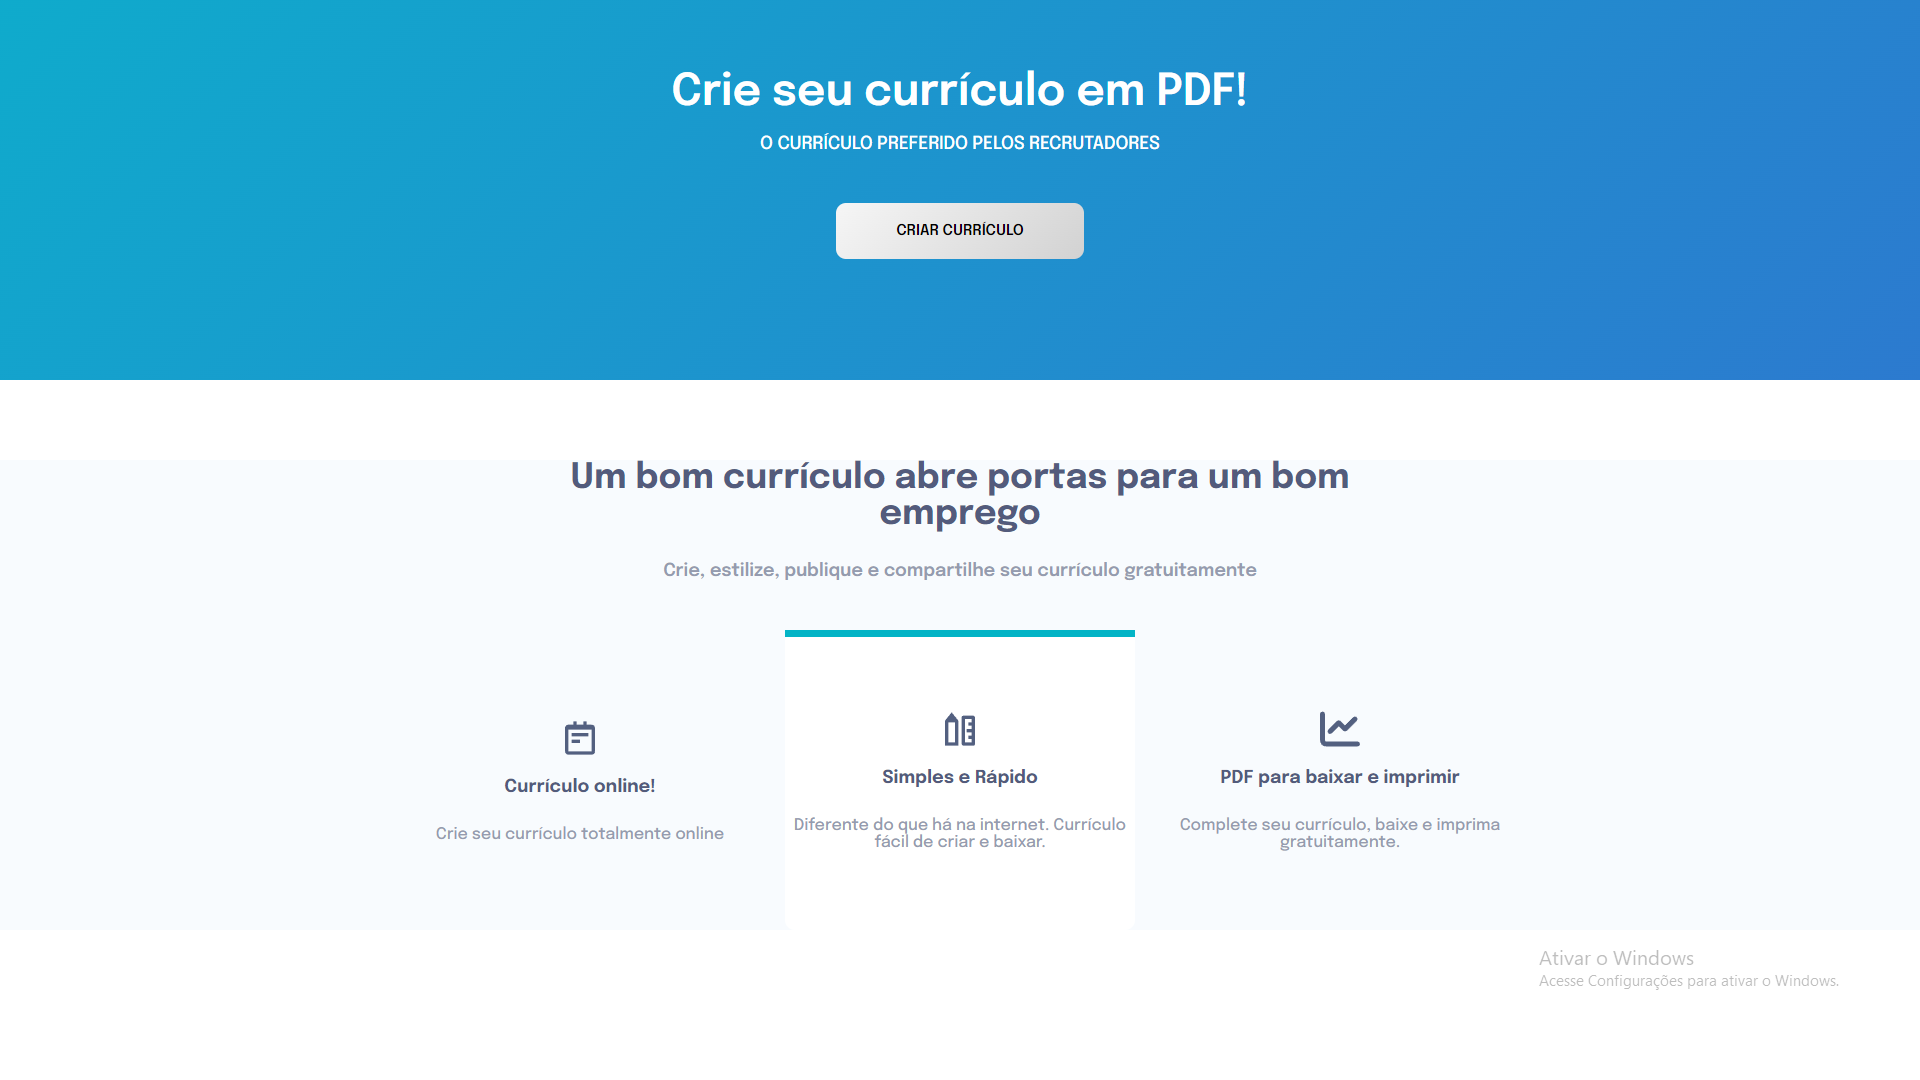 Crie seu currículo em PDF!
O CURRÍCULO PREFERIDO PELOS RECRUTADORES
CRIAR CURRÍCULO
Um bom currículo abre portas para um bom
emprego
Crie, estilize, publique e compartilhe seu currículo gratuitamente
Currículo online!
Crie seu currículo totalmente online
Simples e Rápido
Diferente do que há na internet. Currículo
fácil de criar e baixar.
PDF para baixar e imprimir
Complete seu currículo, baixe e imprima
gratuitamente.
Ativar o Windows
Acesse Configurações para ativar o Windows.